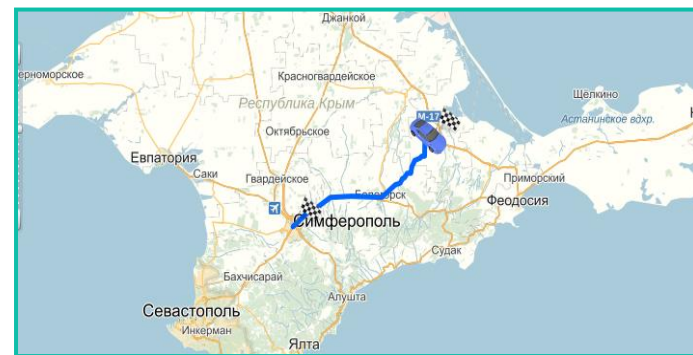 Джанкой
Черноморское
Красногвардейское
Щёлкино
Республика Крым
М-17
Астанинское вдхр.
Октябрьское
Евпатория
Саки
Гвардейское
Приморский
Белогорск
Феодосия
Симферополь
Судак
Бахчисарай
Алушта
Севастополь
Инкерман
Ялта